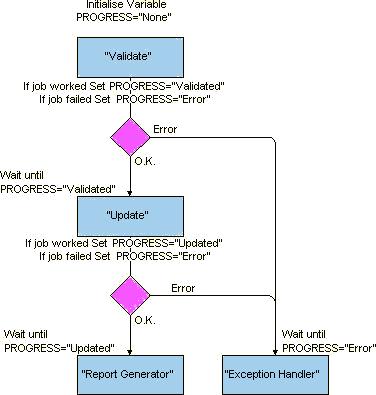 Initialise Variable
PROGRESS="None"
"Validate"
If job worked Set PROGRESS="Validated"
If job failed Set PROGRESS="Error"
Error
O.K.
Wait until
PROGRESS="Validated"
"Update"
If job worked Set PROGRESS="Updated"
If job failed Set PROGRESS="Error"
Error
O.K.
Wait until
PROGRESS="Updated"
Wait until
PROGRESS="Error"
"Report Generator"
"Exception Handler"